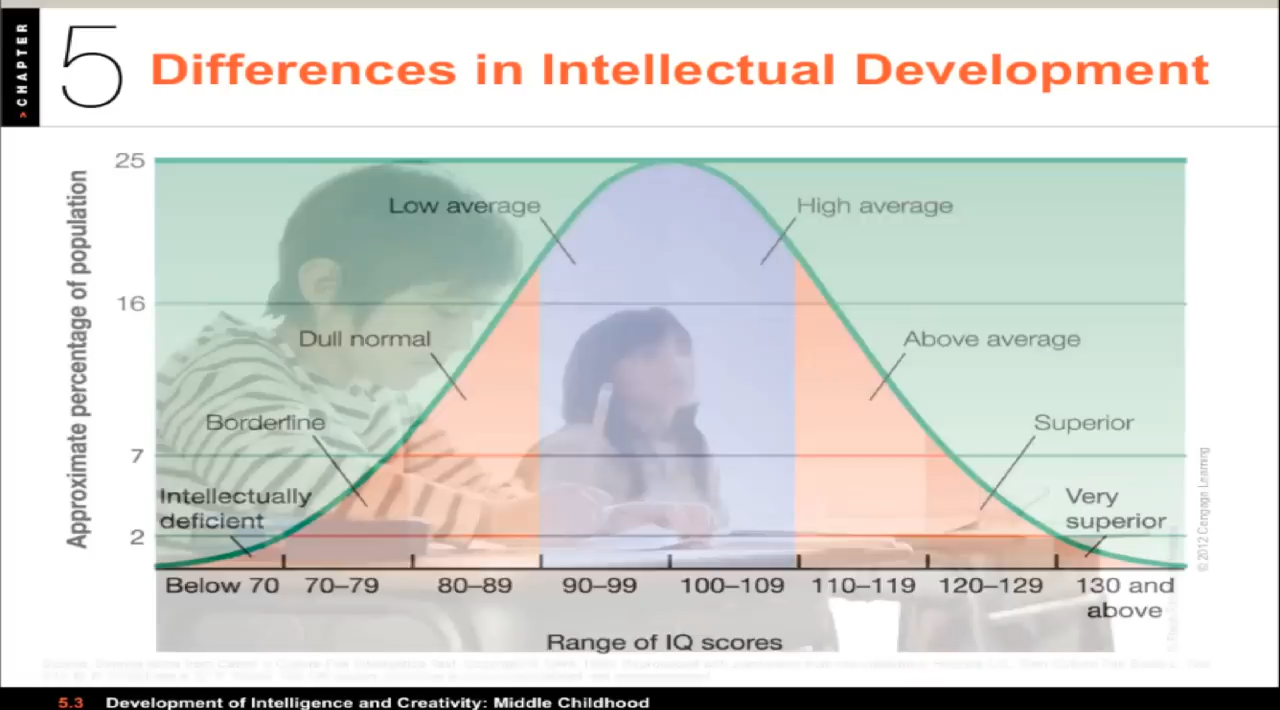 > CHAPTER
5 Differences in Intellectual Development
Approximate percentage of population
25
16
7
2
Low average
High average
Dull normal
Above average
Borderline
Superior
Intellectually
deficient
Very
superior
Below 70 70–79 80–89 90–99 100–109 110–119 120–129 130 and
above
Range of IQ scores
© 2012 Cengage Learning
5.3 Development of Intelligence and Creativity: Middle Childhood